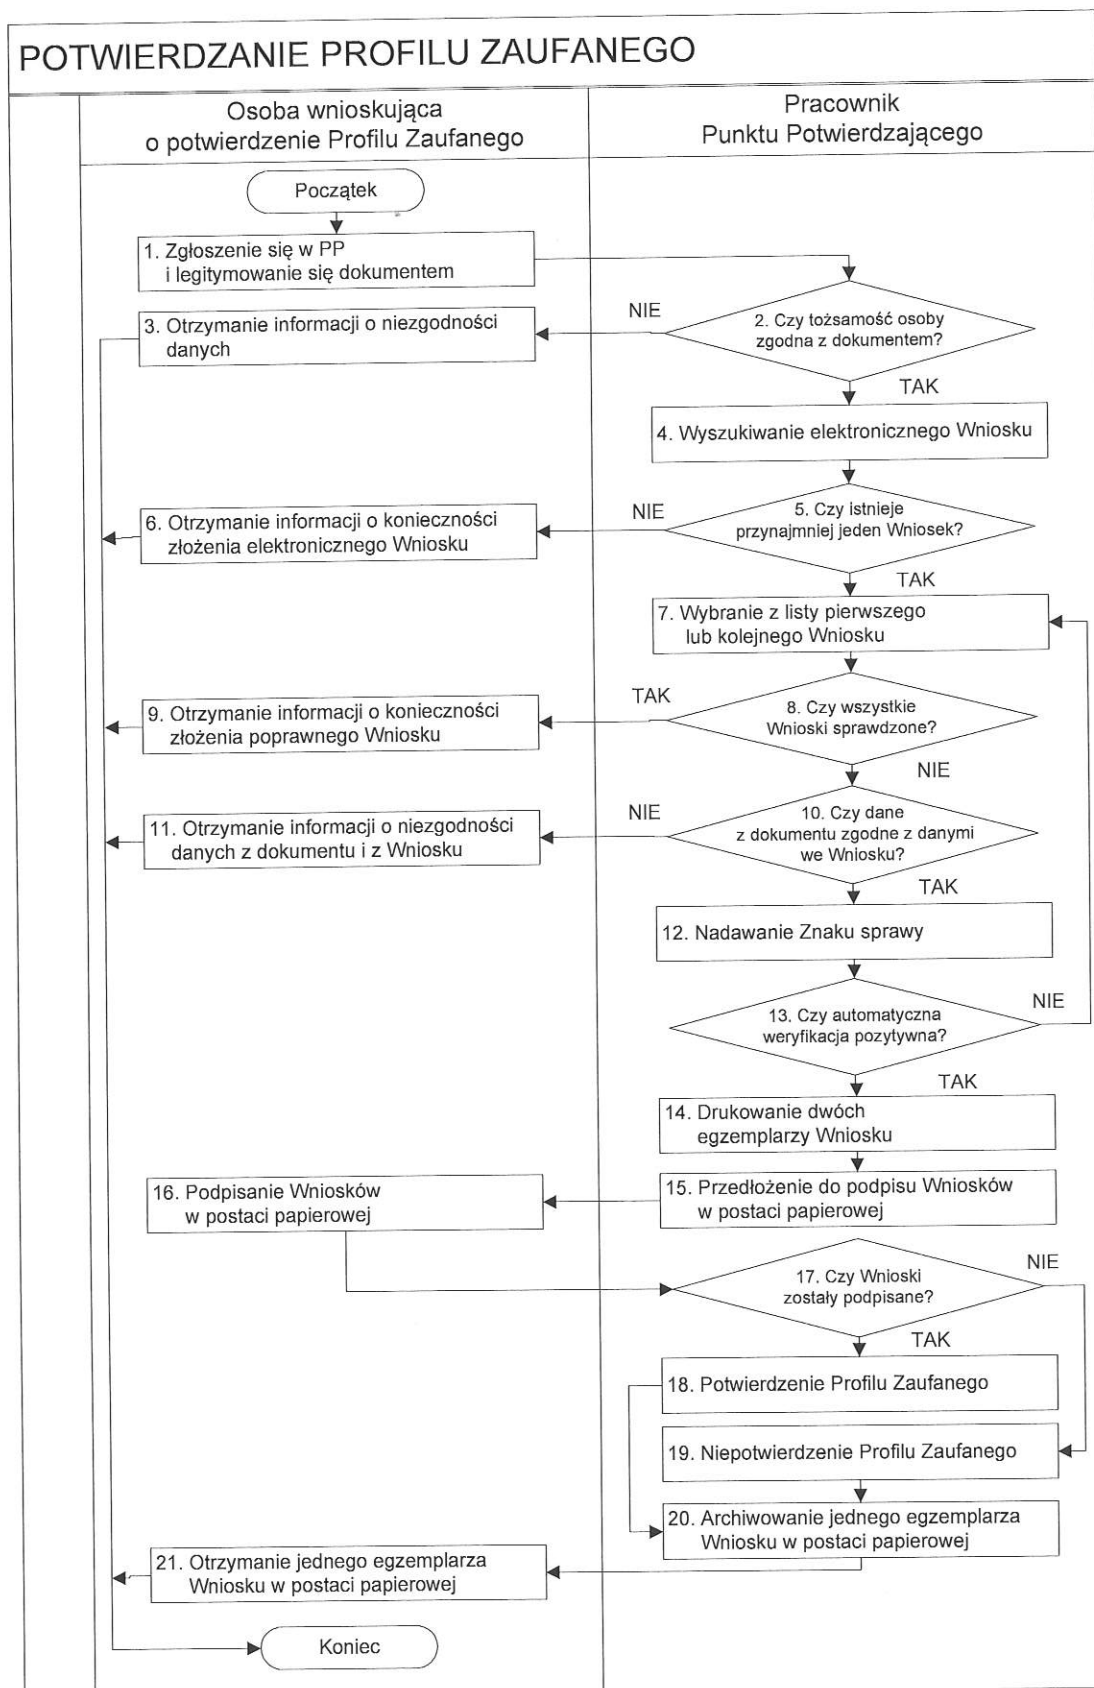 POTWIERDZANIE PROFILU ZAUFANEGO
Osoba wnioskująca
o potwierdzenie Profilu Zaufanego
Pracownik
Punktu Potwierdzającego
Początek
1. Zgłoszenie się w PP
i legitymowanie się dokumentem
2. Czy tożsamość osoby
zgodna z dokumentem?
NIE
3. Otrzymanie informacji o niezgodności
danych
TAK
4. Wyszukiwanie elektronicznego Wniosku
5. Czy istnieje
przynajmniej jeden Wniosek?
NIE
6. Otrzymanie informacji o konieczności
złożenia elektronicznego Wniosku
TAK
7. Wybranie z listy pierwszego
lub kolejnego Wniosku
8. Czy wszystkie
Wnioski sprawdzone?
TAK
9. Otrzymanie informacji o konieczności
złożenia poprawnego Wniosku
NIE
10. Czy dane
z dokumentu zgodne z danymi
we Wniosku?
NIE
11. Otrzymanie informacji o niezgodności
danych z dokumentu i z Wniosku
TAK
12. Nadawanie Znaku sprawy
13. Czy automatyczna
weryfikacja pozytywna?
NIE
TAK
14. Drukowanie dwóch
egzemplarzy Wniosku
15. Przedłożenie do podpisu Wniosków
w postaci papierowej
16. Podpisanie Wniosków
w postaci papierowej
17. Czy Wnioski
zostały podpisane?
NIE
TAK
18. Potwierdzenie Profilu Zaufanego
19. Niepotwierdzenie Profilu Zaufanego
20. Archiwowanie jednego egzemplarza
Wniosku w postaci papierowej
21. Otrzymanie jednego egzemplarza
Wniosku w postaci papierowej
Koniec